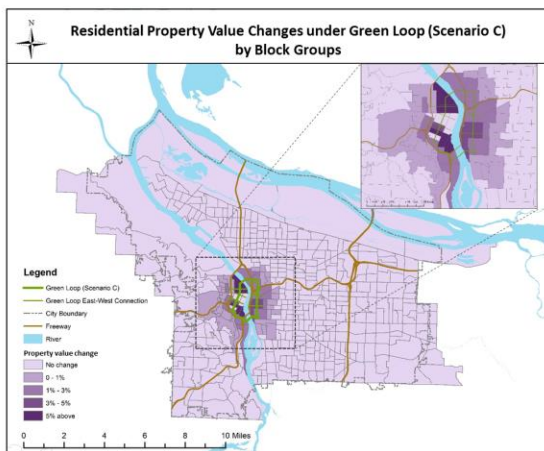 Residential Property Value Changes under Green Loop (Scenario C)
by Block Groups
N
Legend
Green Loop (Scenario C)
Green Loop East-West Connection
City Boundary
Freeway
River
Property value change
No change
0 - 1%
1% - 3%
3% - 5%
5% above
0 2 4 6 8 10 Miles